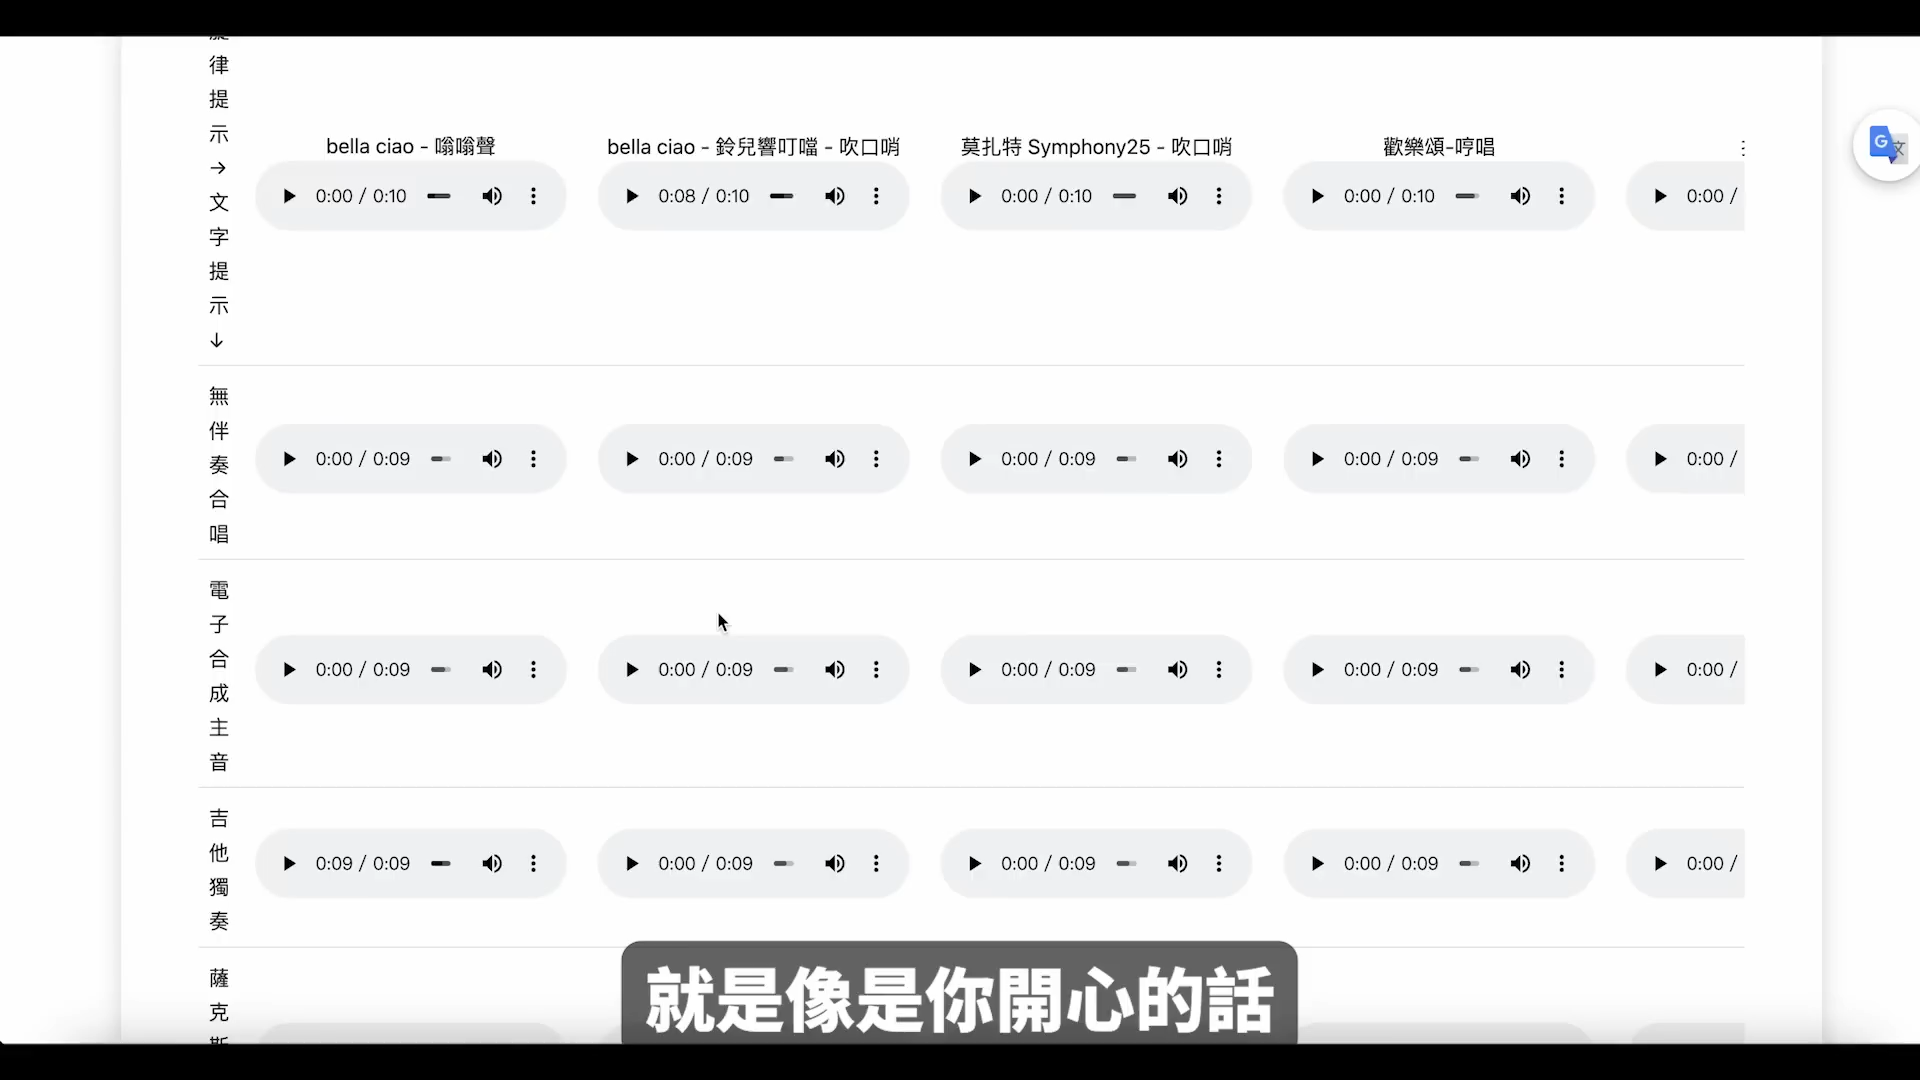 旋律提示→文字提示↓
bella ciao - 嗡嗡聲
bella ciao - 鈴兒響叮噹 - 吹口哨
莫扎特 Symphony25 - 吹口哨
歡樂頌-哼唱
0:00 / 0:10
0:08 / 0:10
0:00 / 0:10
0:00 / 0:10
0:00 /
無伴奏合唱
0:00 / 0:09
0:00 / 0:09
0:00 / 0:09
0:00 / 0:09
0:00 /
電子合成主音
0:00 / 0:09
0:00 / 0:09
0:00 / 0:09
0:00 / 0:09
0:00 /
吉他獨奏
0:09 / 0:09
0:00 / 0:09
0:00 / 0:09
0:00 / 0:09
0:00 /
薩克斯
就是像是你開心的話